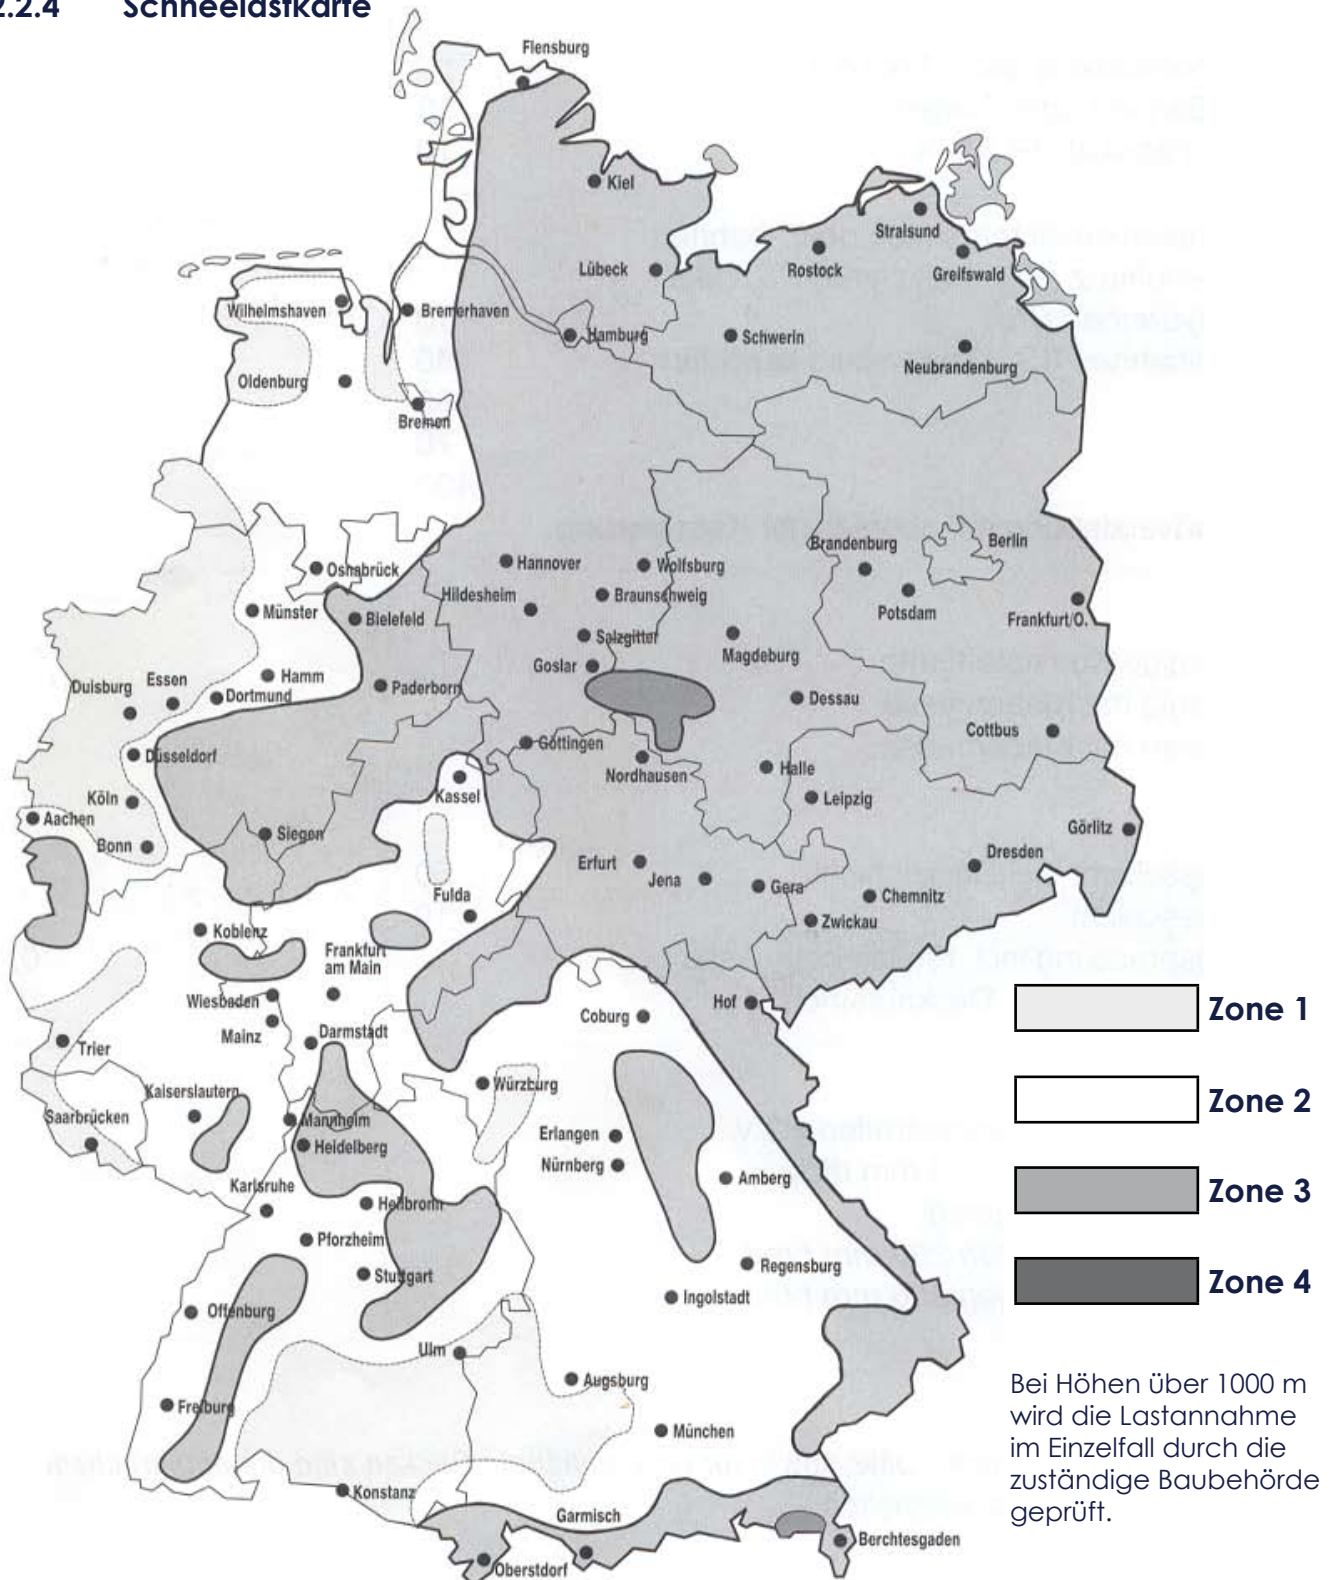 2.2.4 Schneelastkarte
Flensburg
Kiel
Stralsund
Lübeck
Rostock
Greifswald
Wilhelmshaven
Bremerhaven
Hamburg
Schwerin
Neubrandenburg
Oldenburg
Bremen
Brandenburg
Berlin
Osnabrück
Hannover
Wolfsburg
Hildesheim
Braunschweig
Potsdam
Frankfurt/O.
Münster
Bielefeld
Salzgitter
Magdeburg
Goslar
Duisburg
Essen
Hamm
Dortmund
Paderborn
Dessau
Cottbus
Düsseldorf
Göttingen
Nordhausen
Halle
Kassel
Leipzig
Köln
Aachen
Görlitz
Bonn
Siegen
Erfurt
Jena
Gera
Dresden
Chemnitz
Fulda
Zwickau
Koblenz
Frankfurt
am Main
Wiesbaden
Hof
Zone 1
Mainz
Darmstadt
Coburg
Trier
Kaiserslautern
Würzburg
Zone 2
Saarbrücken
Mannheim
Erlangen
Heidelberg
Nürnberg
Amberg
Karlsruhe
Heilbronn
Zone 3
Pforzheim
Stuttgart
Regensburg
Zone 4
Offenburg
Ingolstadt
Ulm
Augsburg
Freiburg
München
Bei Höhen über 1000 m
wird die Lastannahme
im Einzelfall durch die
zuständige Baubehörde
geprüft.
Konstanz
Garmisch
Berchtesgaden
Oberstdorf